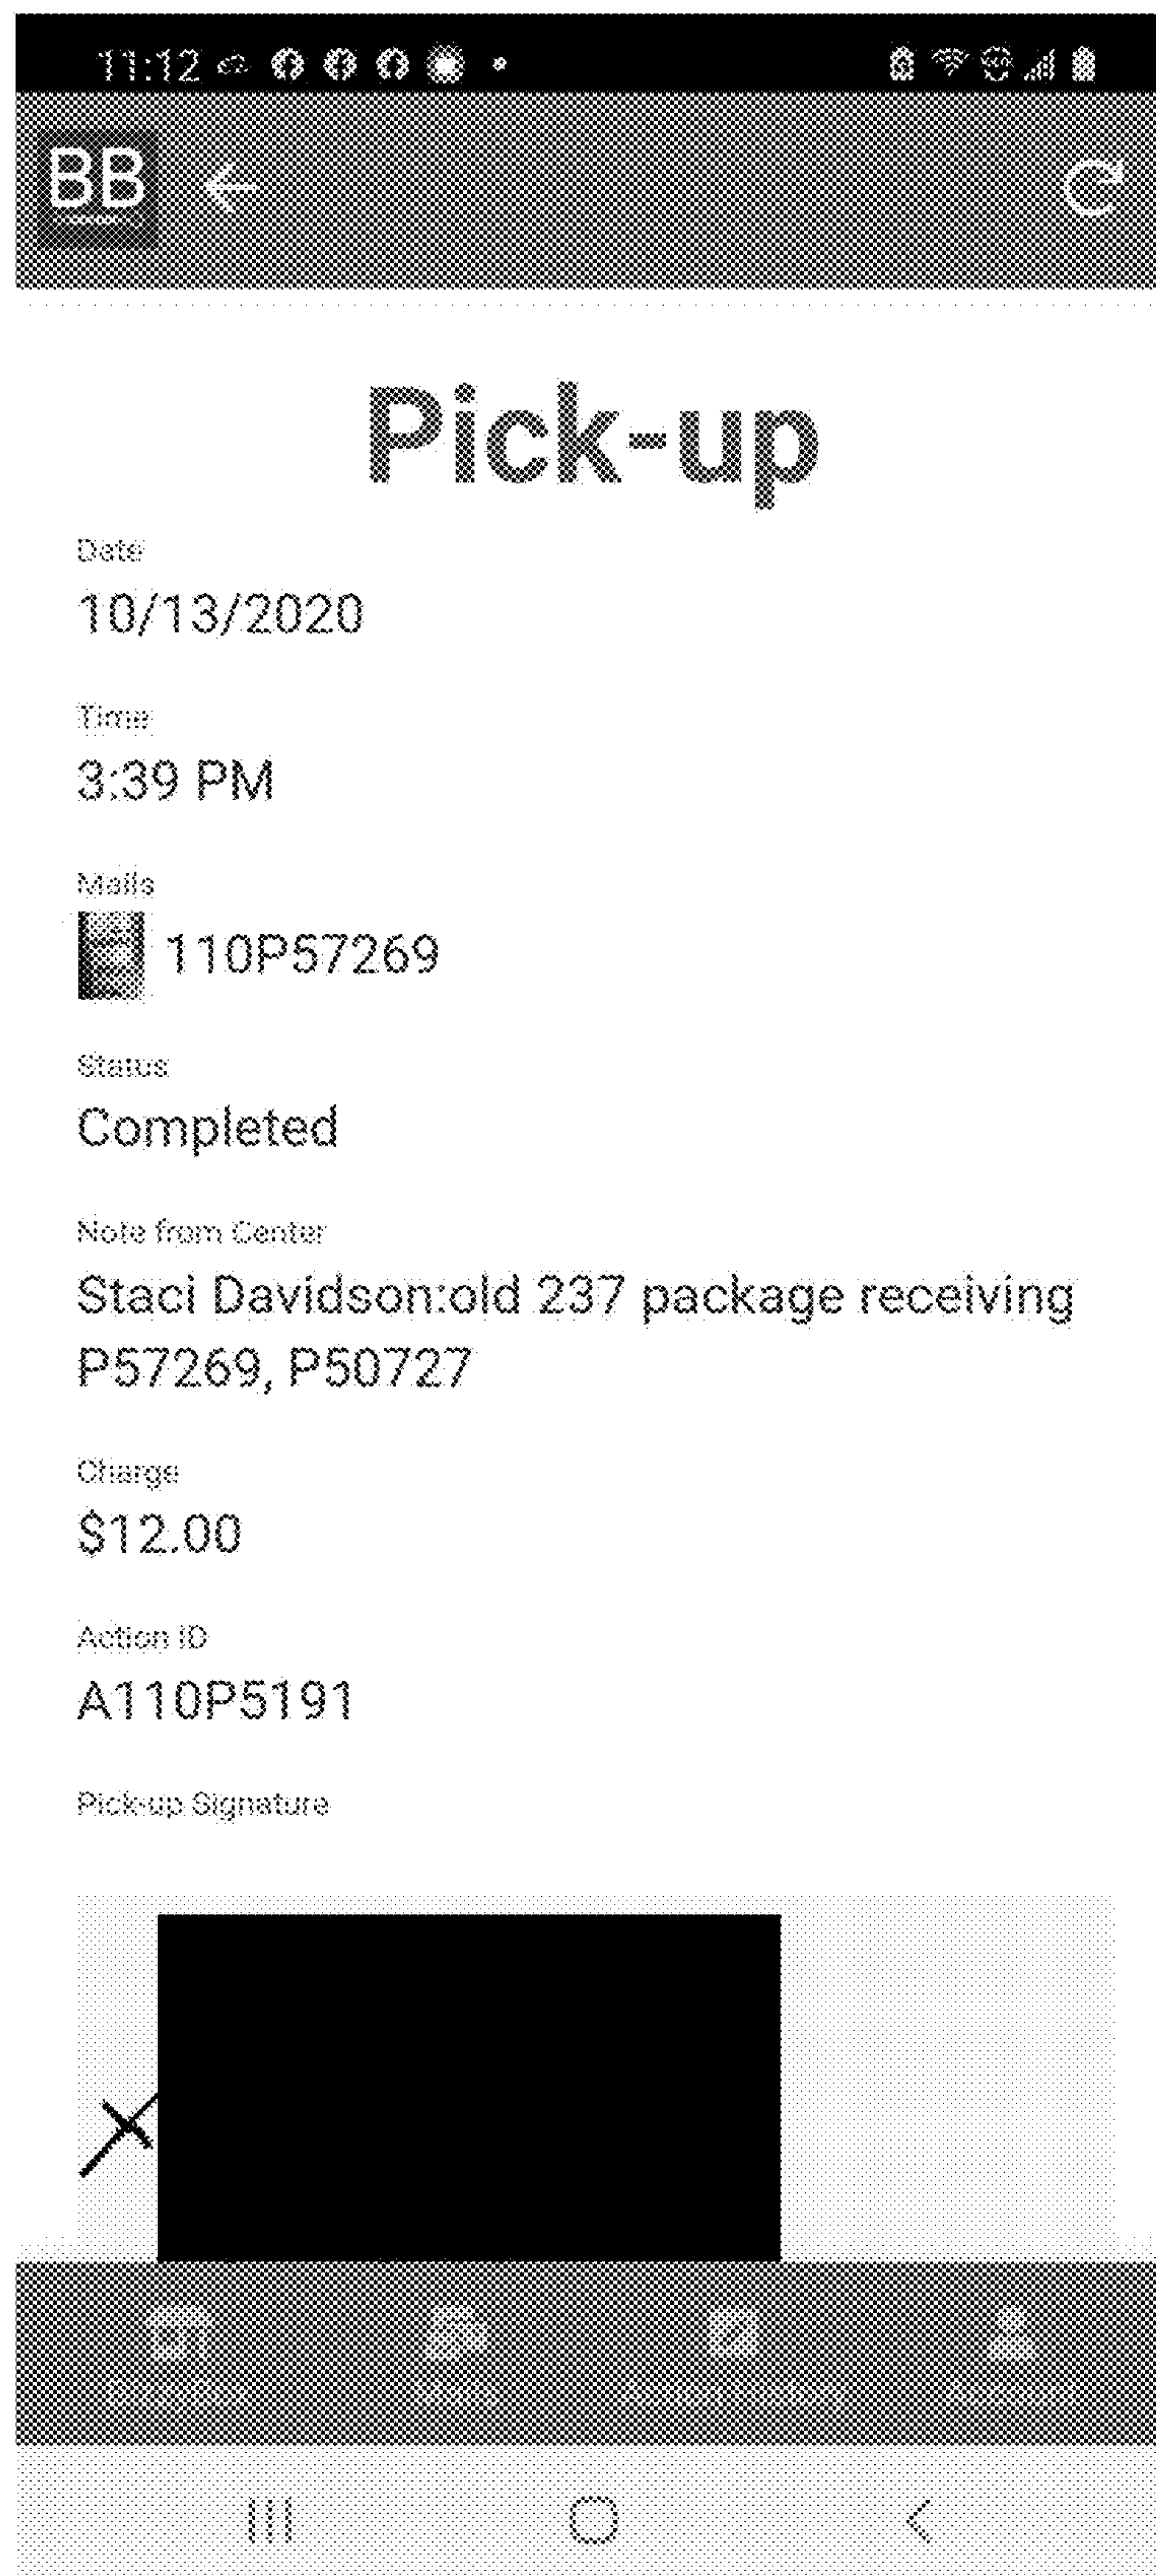 11:12
BB
Pick-up
Date
10/13/2020
Time
3:39 PM
Mails
110P57269
Status
Completed
Note from Center
Staci Davidson:old 237 package receiving
P57269, P50727
Charge
$12.00
Action ID
A110P5191
Pick-up Signature